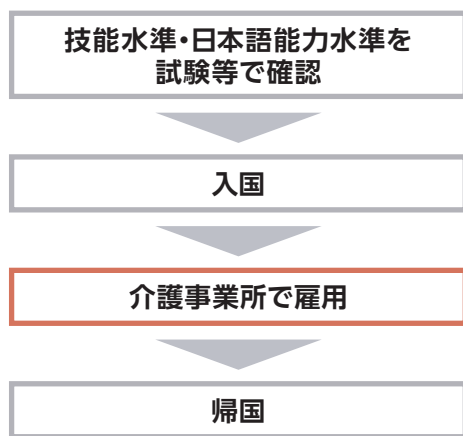 技能水準・日本語能力水準を
試験等で確認
入国
介護事業所で雇用
帰国